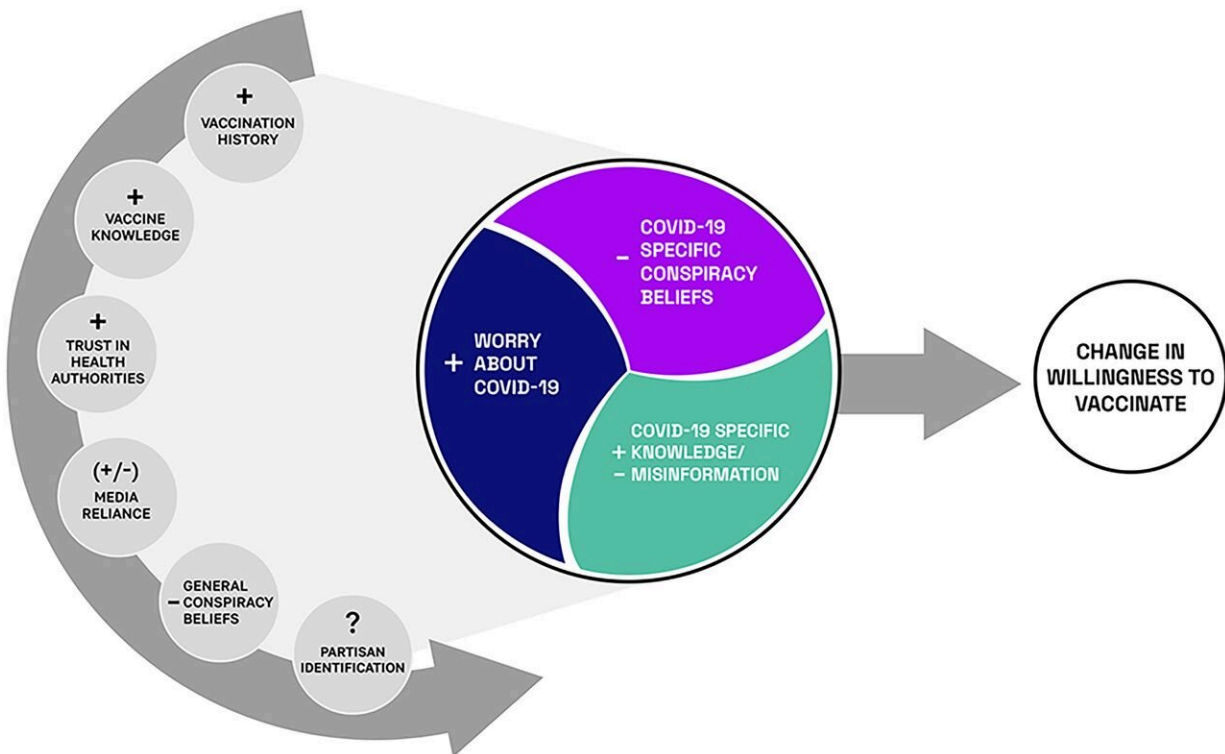 +
VACCINATION
HISTORY
+
VACCINE
KNOWLEDGE
+
TRUST IN
HEALTH
AUTHORITIES
(+/-)
MEDIA
RELIANCE
GENERAL
- CONSPIRACY
BELIEFS
?
PARTISAN
IDENTIFICATION
COVID-19
SPECIFIC
- CONSPIRACY
BELIEFS
WORRY
+ ABOUT
COVID-19
COVID-19 SPECIFIC
+ KNOWLEDGE/
- MISINFORMATION
CHANGE IN
WILLINGNESS TO
VACCINATE